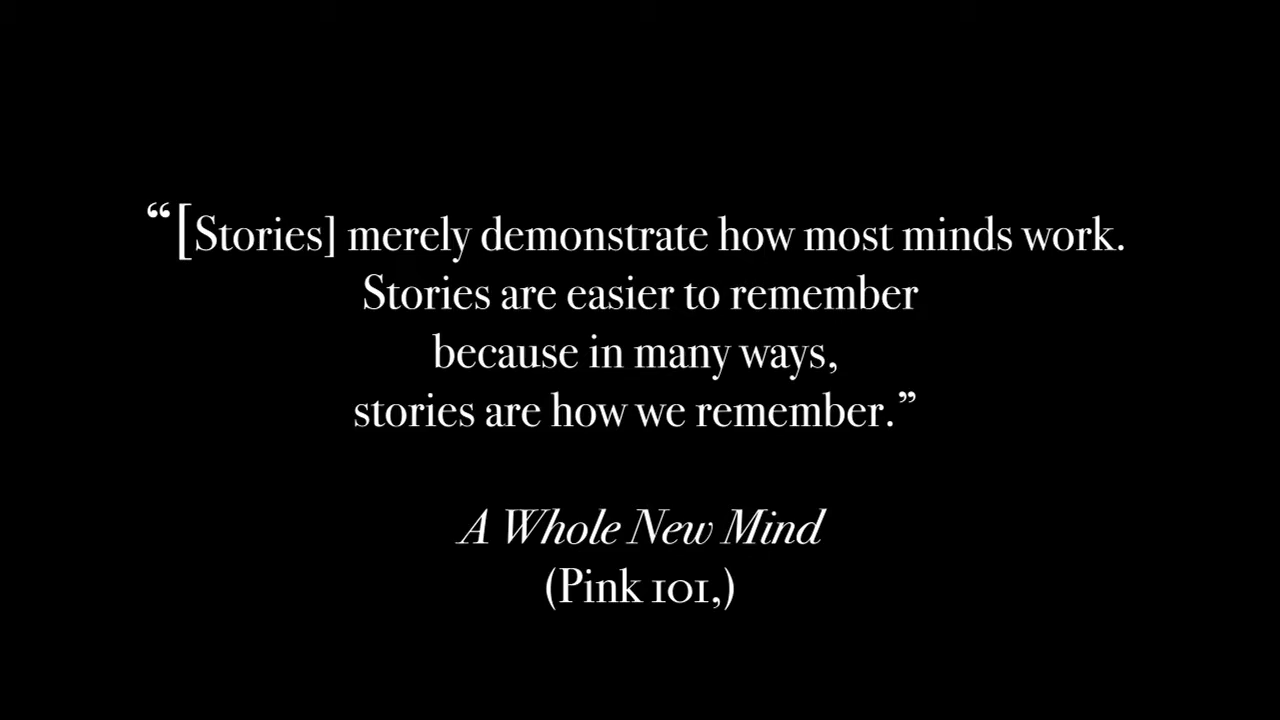 “[Stories] merely demonstrate how most minds work.
Stories are easier to remember
because in many ways,
stories are how we remember.”
A Whole New Mind
(Pink 101,)